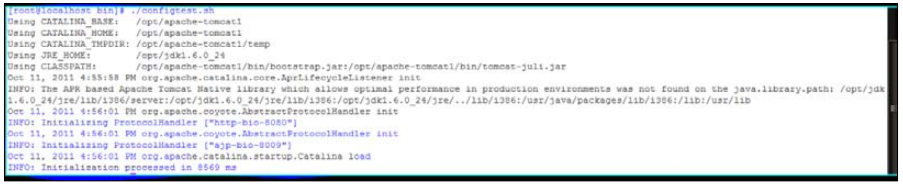 [root@localhost bin]# ./configtest.sh
Using CATALINA_BASE:   /opt/apache-tomcat1
Using CATALINA_HOME:   /opt/apache-tomcat1
Using CATALINA_TMPDIR: /opt/apache-tomcat1/temp
Using JRE_HOME:        /opt/jdk1.6.0_24
Using CLASSPATH:       /opt/apache-tomcat1/bin/bootstrap.jar:/opt/apache-tomcat1/bin/tomcat-juli.jar
Oct 11, 2011 4:55:58 PM org.apache.catalina.core.AprLifecycleListener init
INFO: The APR based Apache Tomcat Native library which allows optimal performance in production environments was not found on the java.library.path: /opt/jdk
1.6.0_24/jre/lib/i386/server:/opt/jdk1.6.0_24/jre/lib/i386:/opt/jdk1.6.0_24/jre/../lib/i386:/usr/java/packages/lib/i386:/lib:/usr/lib
Oct 11, 2011 4:56:01 PM org.apache.coyote.AbstractProtocolHandler init
INFO: Initializing ProtocolHandler ["http-bio-8080"]
Oct 11, 2011 4:56:01 PM org.apache.coyote.AbstractProtocolHandler init
INFO: Initializing ProtocolHandler ["ajp-bio-8009"]
Oct 11, 2011 4:56:01 PM org.apache.catalina.startup.Catalina load
INFO: Initialization processed in 8569 ms